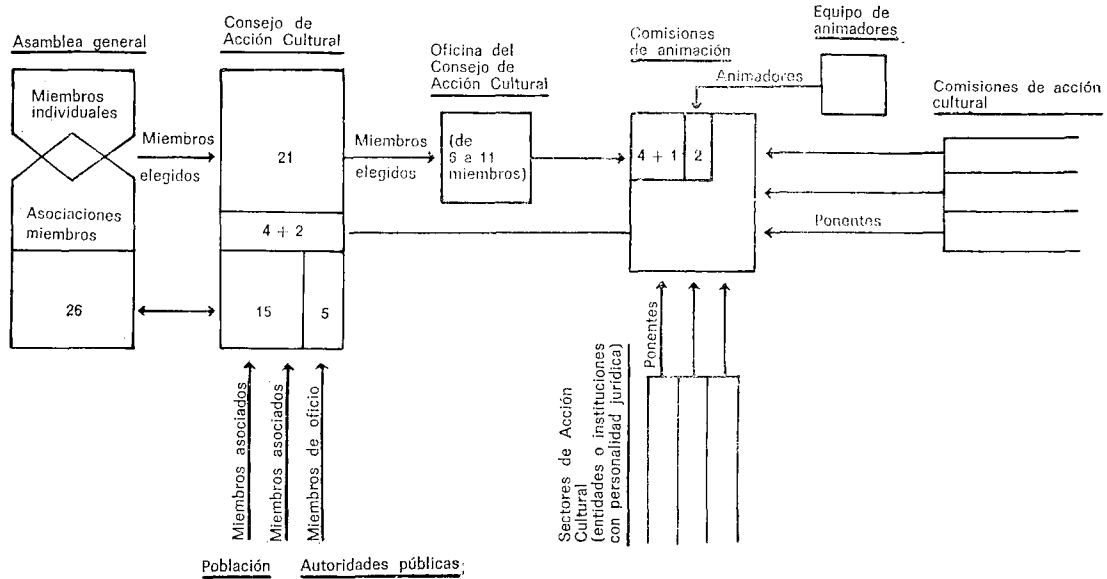 Asamblea general
Miembros
individuales
Asociaciones
miembros
26
Miembros
elegidos
Consejo de
Acción Cultural
21
4 + 2
15
5
Miembros asociados
Miembros asociados
Miembros de oficio
Población
Autoridades públicas
Miembros
elegidos
Oficina del
Consejo de
Acción Cultural
(de
6 a 11
miembros)
Comisiones
de animación
4 + 1
2
Animadores
Equipo de
animadores
Comisiones de acción
cultural
Ponentes
Ponentes
Sectores de Acción
Cultural
(entidades o instituciones
con personalidad jurídica)